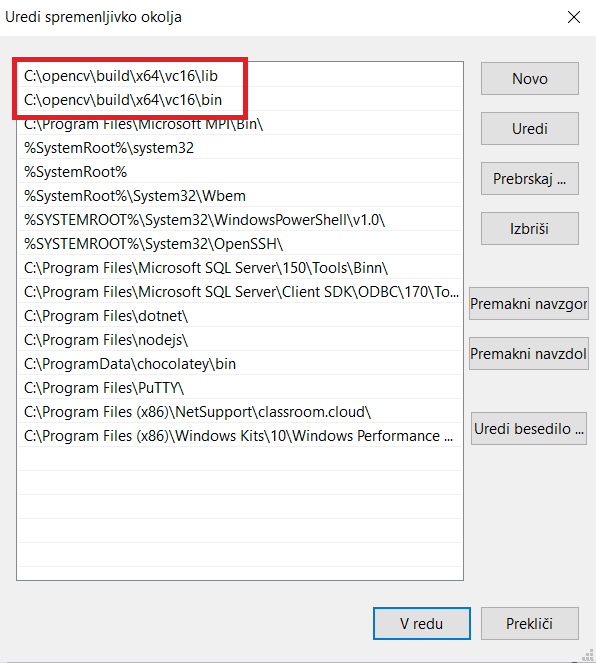 Uredi spremenljivko okolja
C:\opencv\build\x64\vc16\lib
C:\opencv\build\x64\vc16\bin
C:\Program Files\Microsoft MPI\Bin\
%SystemRoot%\system32
%SystemRoot%
%SystemRoot%\System32\Wbem
%SYSTEMROOT%\System32\WindowsPowerShell\v1.0\
%SYSTEMROOT%\System32\OpenSSH\
C:\Program Files\Microsoft SQL Server\150\Tools\Binn\
C:\Program Files\Microsoft SQL Server\Client SDK\ODBC\170\To...
C:\Program Files\dotnet\
C:\Program Files\nodejs\
C:\ProgramData\chocolatey\bin
C:\Program Files\PuTTY\
C:\Program Files (x86)\NetSupport\classroom.cloud\
C:\Program Files (x86)\Windows Kits\10\Windows Performance ...
Novo
Uredi
Prebrskaj ...
Izbriši
Premakni navzgor
Premakni navzdol
Uredi besedilo ...
V redu
Prekliči